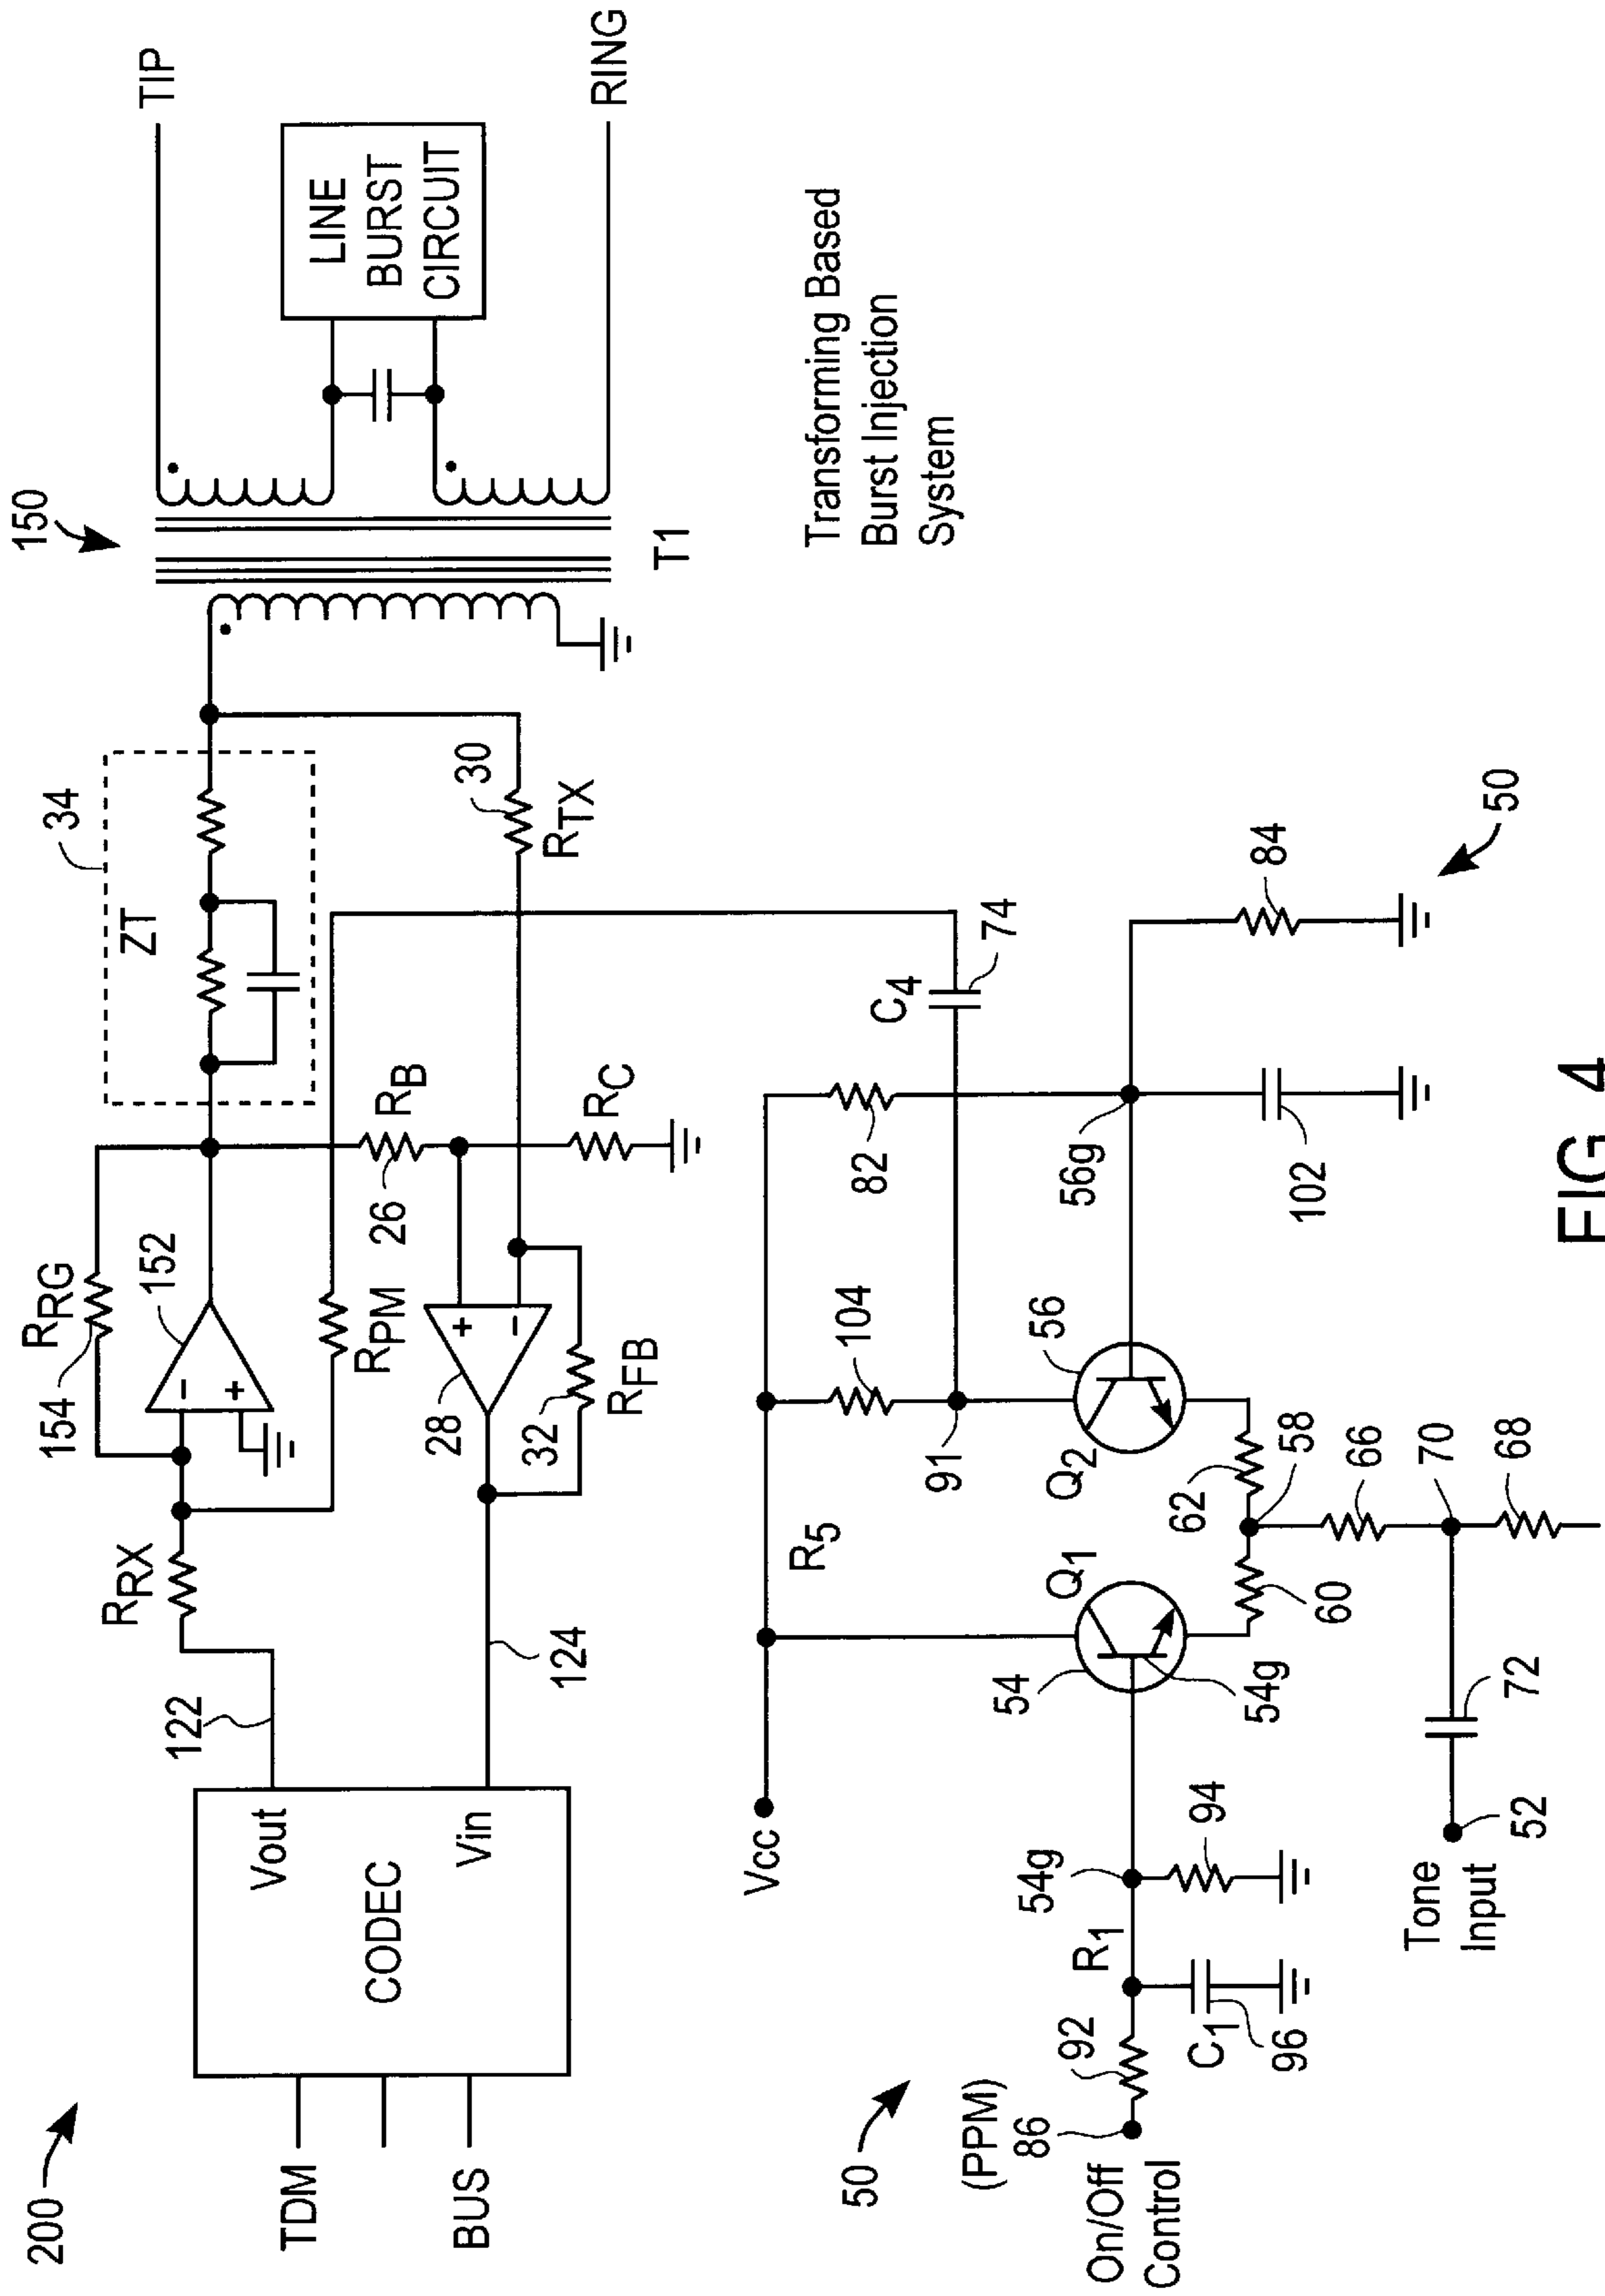 200
TDM
BUS
CODEC
Vout
Vin
122
124
RRX
RRG
154
152
-
+
34
ZT
RPM
RB
26
RC
+
-
28
32
RFB
30
RTX
150
T1
TIP
RING
LINE
BURST
CIRCUIT
Transforming Based
Burst Injection
System
50
(PPM)
86
On/Off
Control
92
R1
C1
96
54g
94
Vcc
R5
54
Q1
54g
60
104
91
Q2
56
62
58
66
70
68
72
52
Tone
Input
82
C4
74
56g
102
84
50
FIG. 4